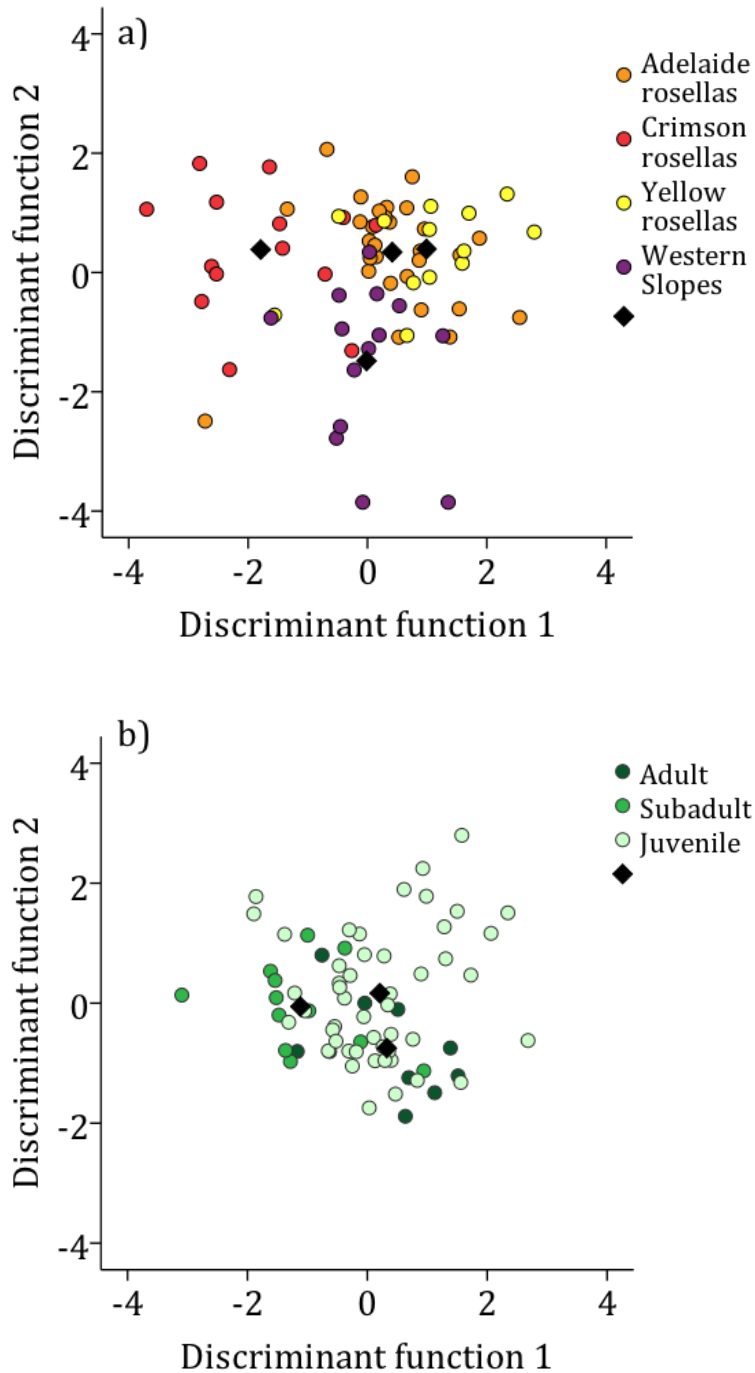 a)
4
2
0
-2
-4
Discriminant function 2
-4
-2
0
2
4
Discriminant function 1
Adelaide
rosellas
Crimson
rosellas
Yellow
rosellas
Western
Slopes
b)
4
2
0
-2
-4
Discriminant function 2
-4
-2
0
2
4
Discriminant function 1
Adult
Subadult
Juvenile